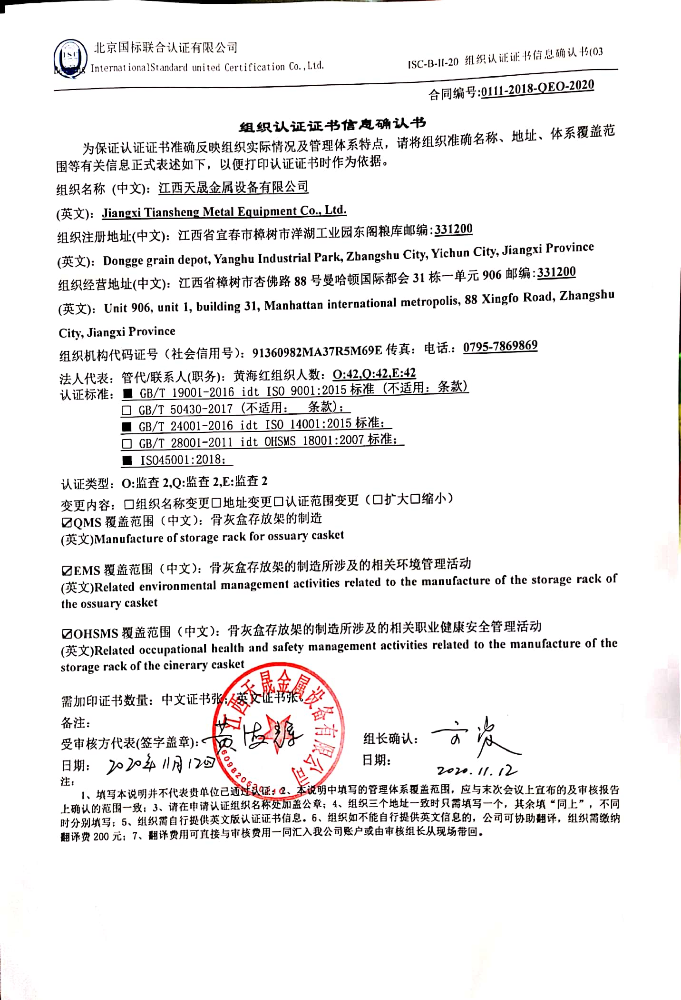 ISC
Beijing
北京国标联合认证有限公司
InternationalStandard united Certification Co.,Ltd.
ISC-B-II-20 组织认证证书信息确认书(03
合同编号:0111-2018-QEO-2020
组织认证证书信息确认书
为保证认证证书准确反映组织实际情况及管理体系特点，请将组织准确名称、地址、体系覆盖范
围等有关信息正式表述如下，以便打印认证证书时作为依据。
组织名称 (中文)：江西天晟金属设备有限公司
(英文)：Jiangxi Tiansheng Metal Equipment Co., Ltd.
组织注册地址(中文)：江西省宜春市樟树市洋湖工业园东阁粮库邮编:331200
(英文)：Dongge grain depot, Yanghu Industrial Park, Zhangshu City, Yichun City, Jiangxi Province
组织经营地址(中文)：江西省樟树市杏佛路 88 号曼哈顿国际都会 31 栋一单元 906 邮编:331200
(英文)：Unit 906, unit 1, building 31, Manhattan international metropolis, 88 Xingfo Road, Zhangshu
City, Jiangxi Province
组织机构代码证号（社会信用号)：91360982MA37R5M69E 传真：电话.：0795-7869869
法人代表：管代/联系人(职务)：黄海红组织人数：O:42,Q:42,E:42
认证标准：■ GB/T 19001-2016 idt ISO 9001:2015 标准 (不适用：条款)
□ GB/T 50430-2017 (不适用： 条款)；
■ GB/T 24001-2016 idt ISO 14001:2015 标准；
□ GB/T 28001-2011 idt OHSMS 18001:2007 标准；
■ ISO45001:2018；
认证类型：O:监查 2,Q:监查 2,E:监查 2
变更内容：□组织名称变更□地址变更□认证范围变更（□扩大□缩小）
☑QMS 覆盖范围（中文)：骨灰盒存放架的制造
(英文)Manufacture of storage rack for ossuary casket
☑EMS 覆盖范围（中文)：骨灰盒存放架的制造所涉及的相关环境管理活动
(英文)Related environmental management activities related to the manufacture of the storage rack of
the ossuary casket
☑OHSMS 覆盖范围（中文)：骨灰盒存放架的制造所涉及的相关职业健康安全管理活动
(英文)Related occupational health and safety management activities related to the manufacture of the
storage rack of the cinerary casket
江西天晟金属设备有限公司
需加印证书数量：中文证书张；英文证书张。
备注：
受审核方代表(签字盖章)：
组长确认：
日期： 2020年11月12日
日期： 2020.11.12
注：
1、填写本说明并不代表贵单位已通过认证；2、本说明中填写的管理体系覆盖范围，应与末次会议上宣布的及审核报告
上确认的范围一致；3、请在申请认证组织名称处加盖公章；4、组织三个地址一致时只需填写一个，其余填“同上”，不同
时分别填写；5、组织需自行提供英文版认证证书信息。6、组织如不能自行提供英文信息的，公司可协助翻译，组织需缴纳
翻译费 200 元；7、翻译费用可直接与审核费用一同汇入我公司账户或由审核组长从现场带回。